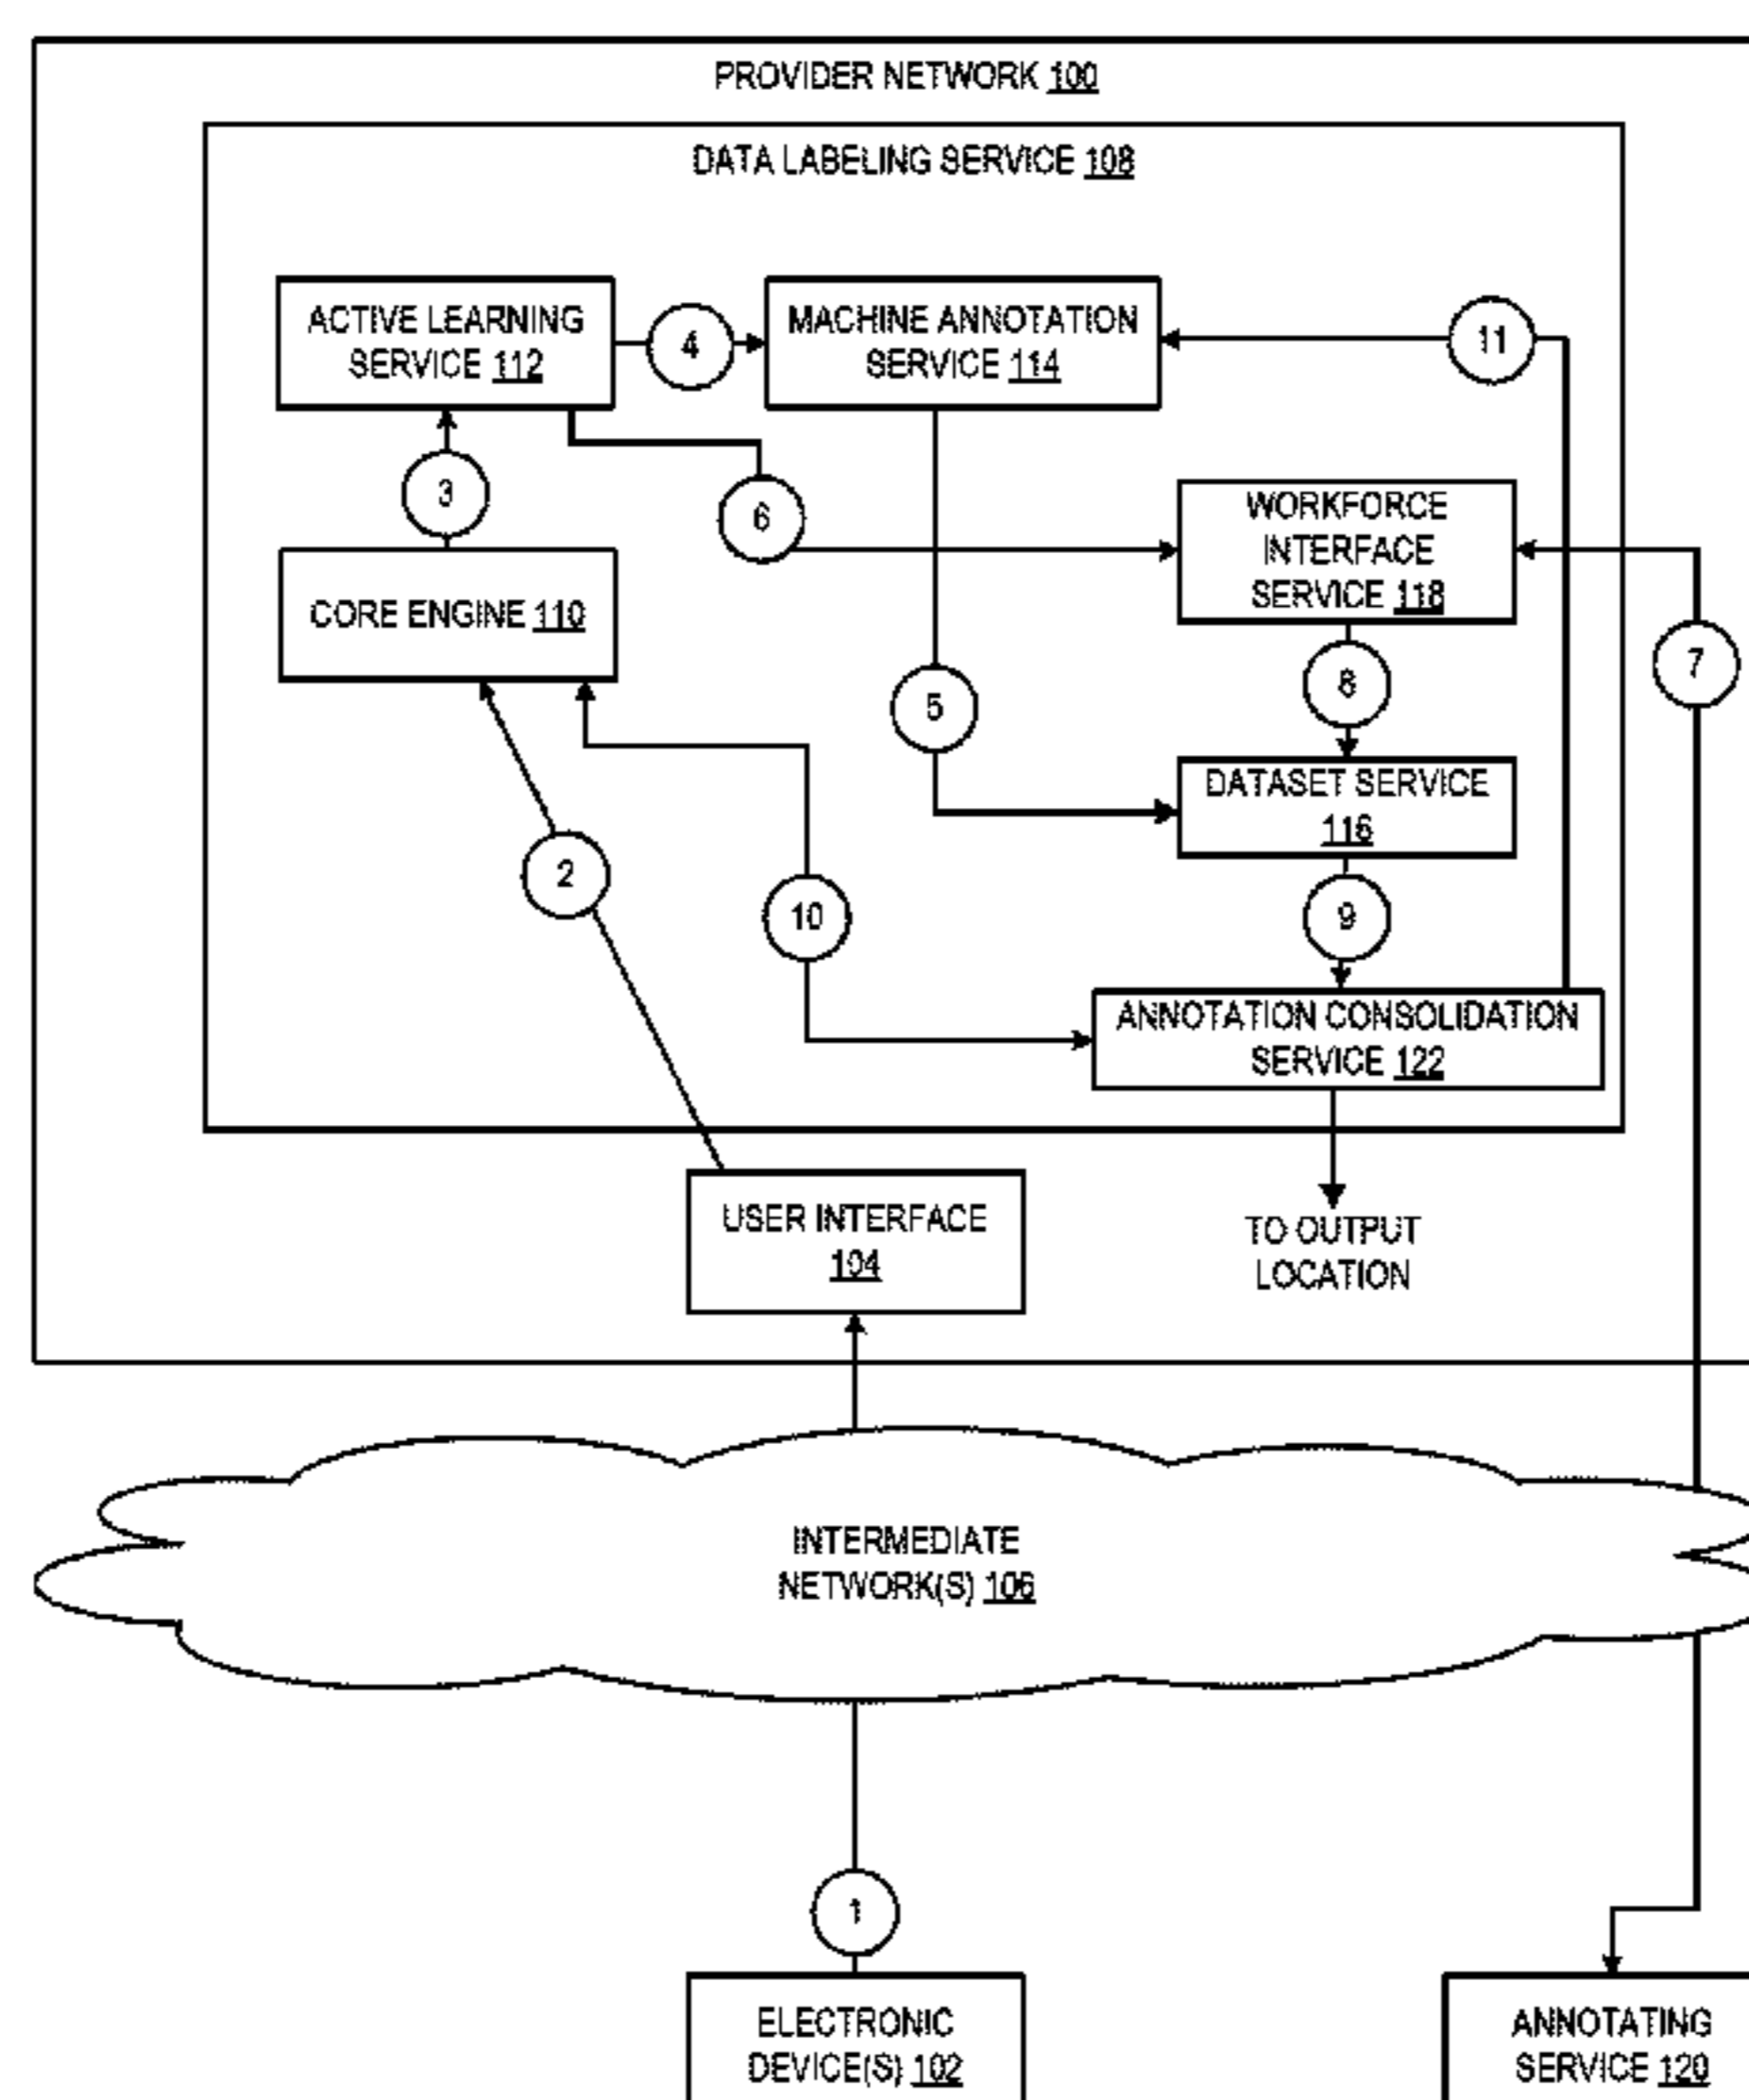 PROVIDER NETWORK 100
DATA LABELING SERVICE 108
ACTIVE LEARNING
SERVICE 112
4
MACHINE ANNOTATION
SERVICE 114
11
3
6
WORKFORCE
INTERFACE
SERVICE 118
CORE ENGINE 110
7
5
8
DATASET SERVICE
116
2
10
9
ANNOTATION CONSOLIDATION
SERVICE 122
USER INTERFACE
104
TO OUTPUT
LOCATION
INTERMEDIATE
NETWORK(S) 106
1
ELECTRONIC
DEVICE(S) 102
ANNOTATING
SERVICE 120